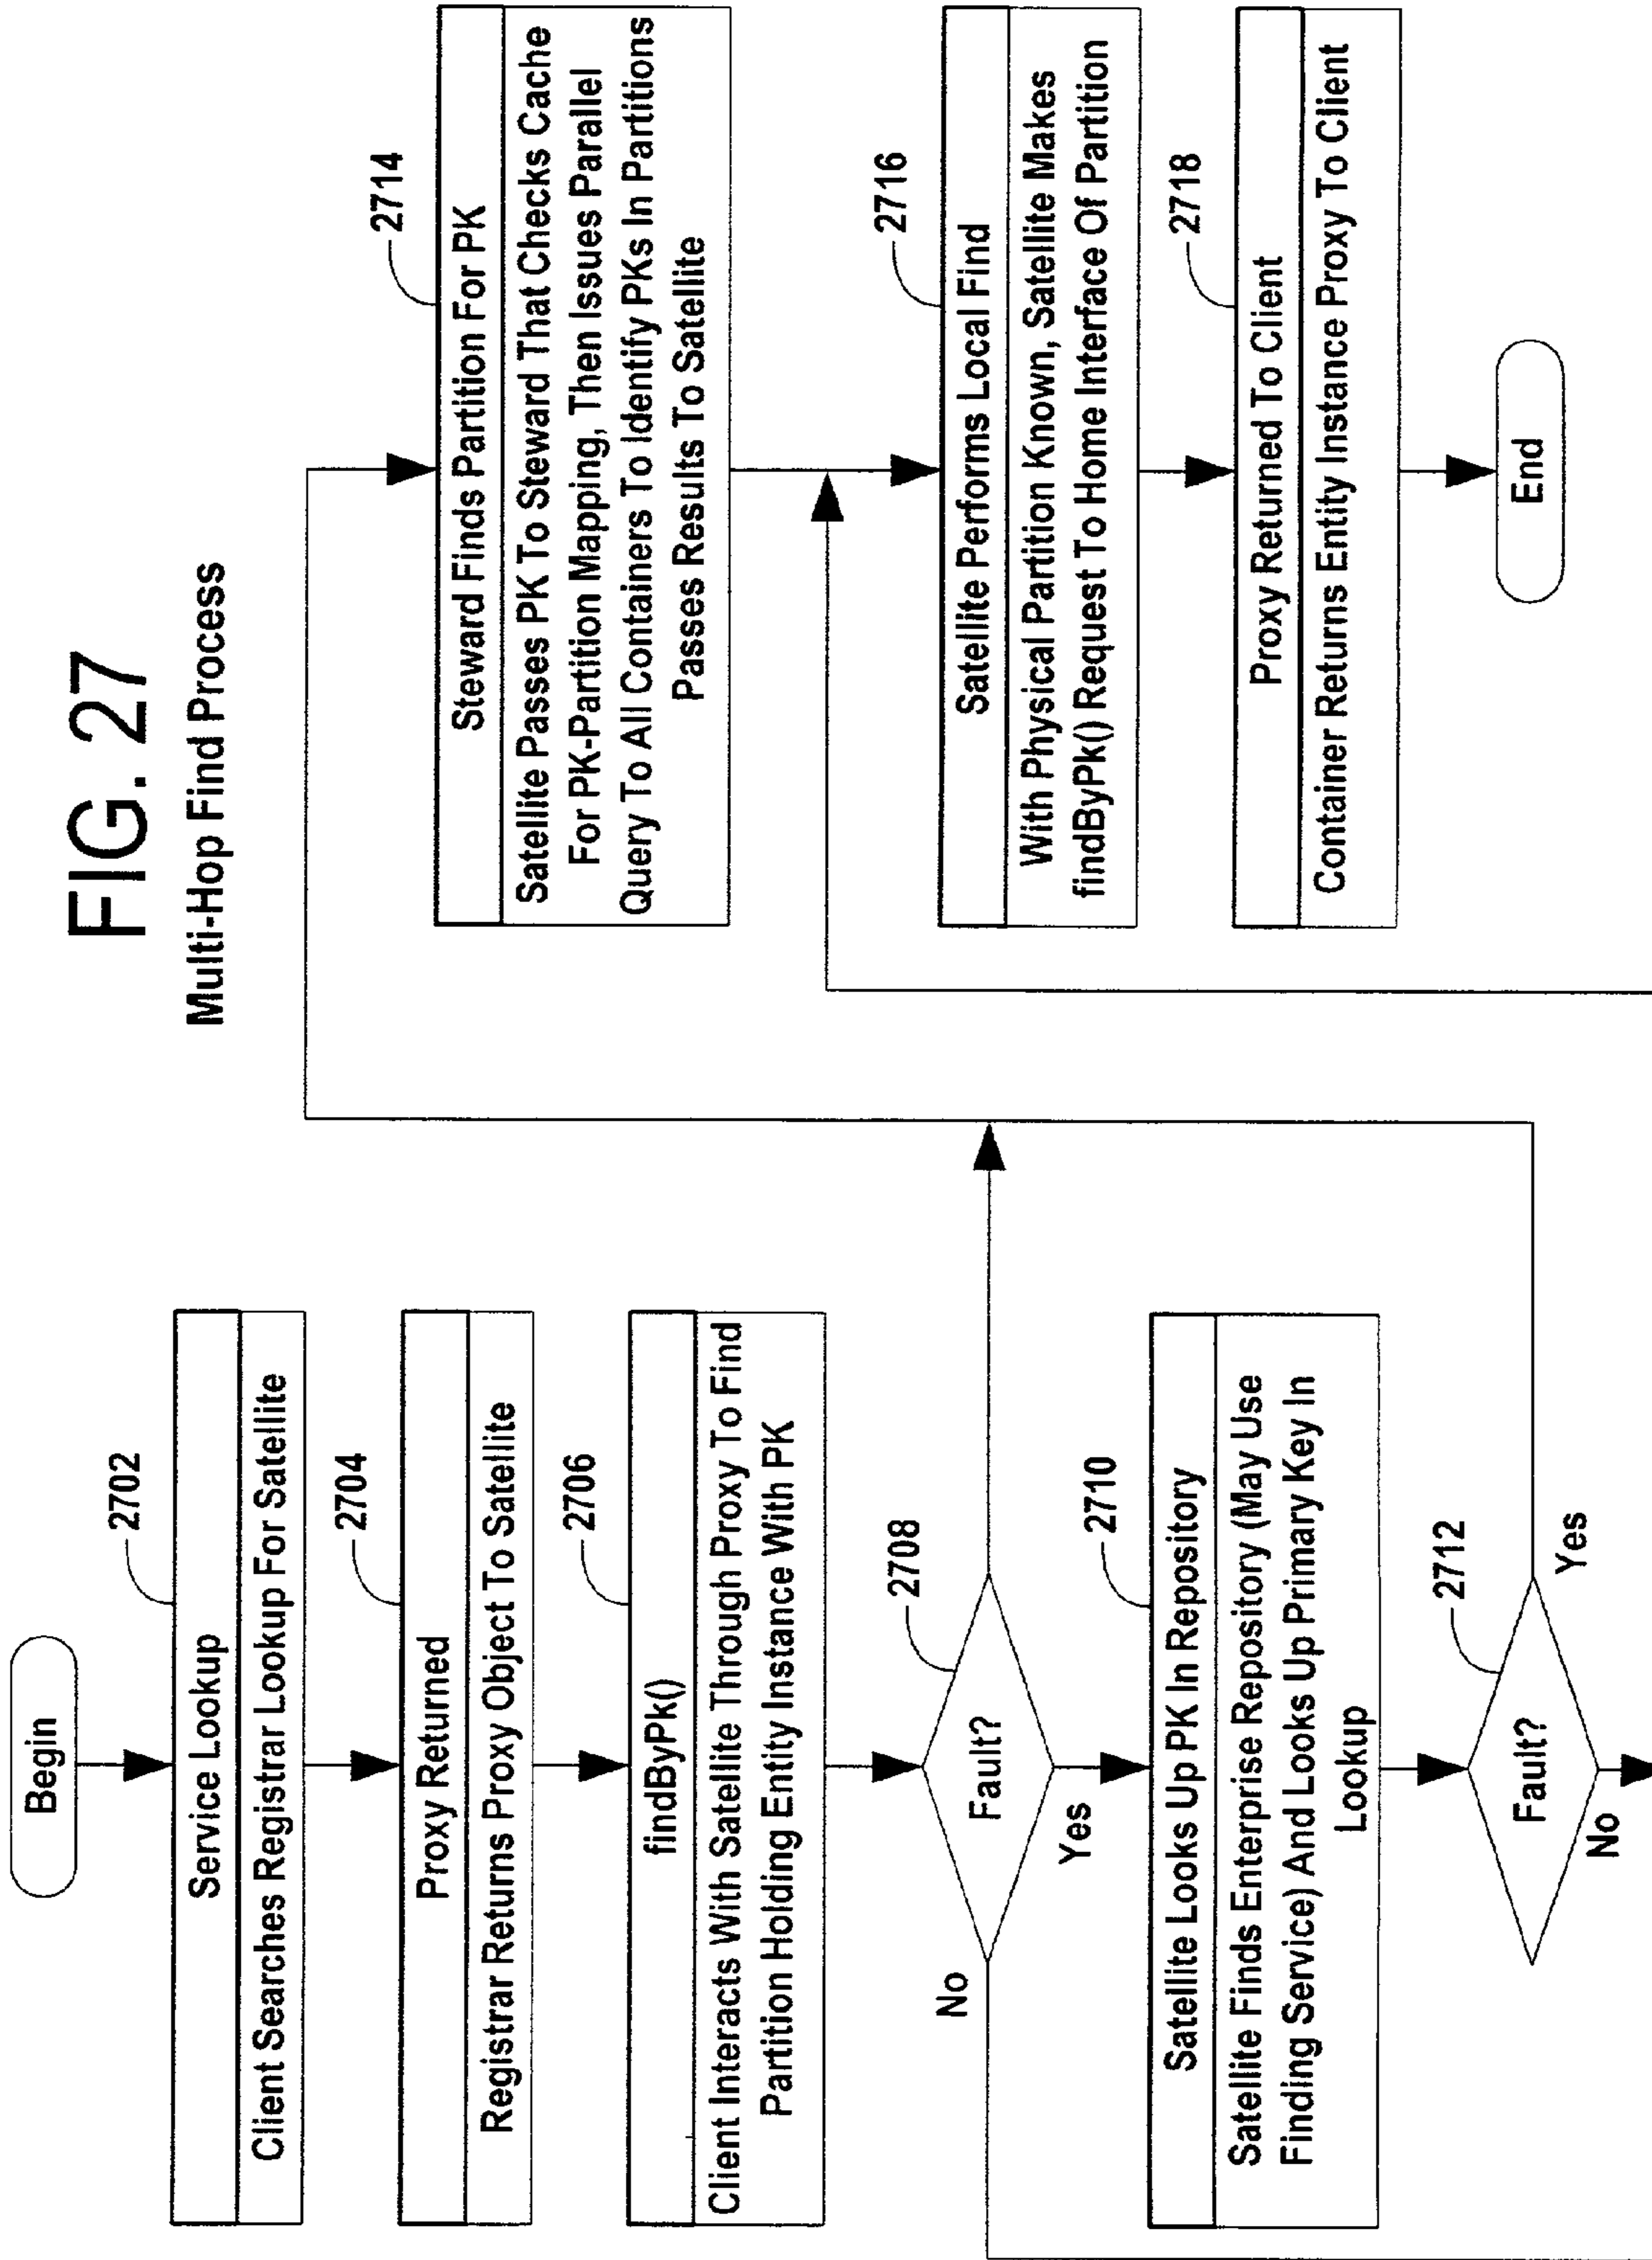 FIG. 27
Multi-Hop Find Process
Begin
2702
Service Lookup
Client Searches Registrar Lookup For Satellite
2704
Proxy Returned
Registrar Returns Proxy Object To Satellite
2706
findByPk()
Client Interacts With Satellite Through Proxy To Find
Partition Holding Entity Instance With PK
2708
Fault?
No
Yes
2710
Satellite Looks Up PK In Repository
Satellite Finds Enterprise Repository (May Use
Finding Service) And Looks Up Primary Key In
Lookup
2712
Fault?
Yes
No
2714
Steward Finds Partition For PK
Satellite Passes PK To Steward That Checks Cache
For PK-Partition Mapping, Then Issues Parallel
Query To All Containers To Identify PKs In Partitions
Passes Results To Satellite
2716
Satellite Performs Local Find
With Physical Partition Known, Satellite Makes
findByPk() Request To Home Interface Of Partition
2718
Proxy Returned To Client
Container Returns Entity Instance Proxy To Client
End